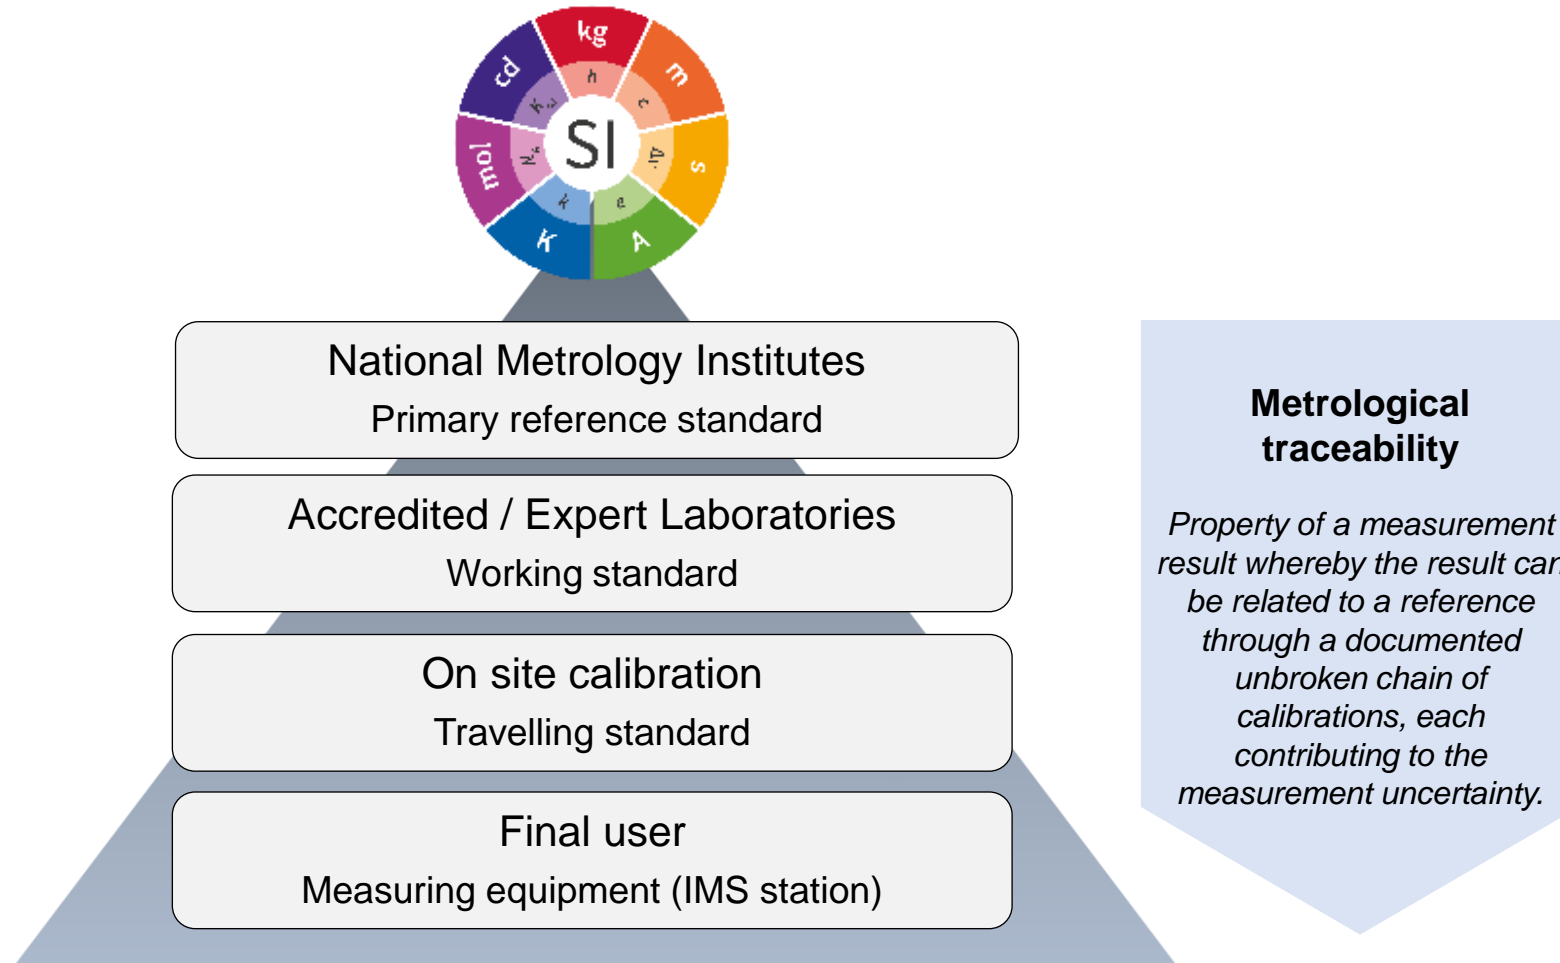 kg
m
s
A
K
mol
cd
h
c
e
k
SI
National Metrology Institutes
Primary reference standard
Accredited / Expert Laboratories
Working standard
On site calibration
Travelling standard
Final user
Measuring equipment (IMS station)
Metrological
traceability
Property of a measurement
result whereby the result can
be related to a reference
through a documented
unbroken chain of
calibrations, each
contributing to the
measurement uncertainty.